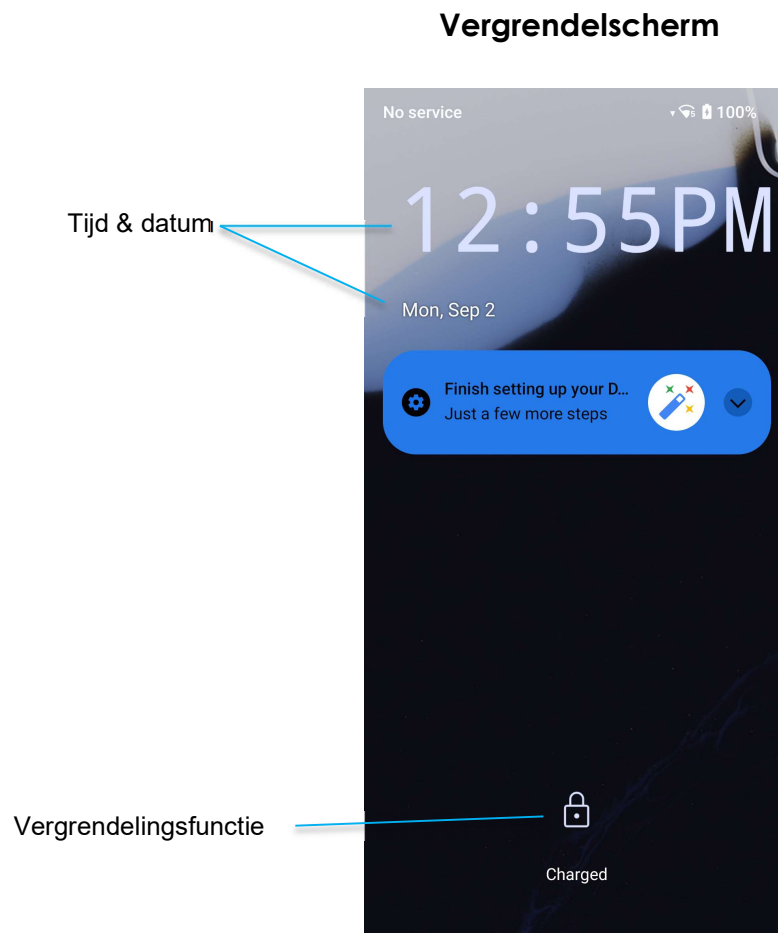 Vergrendelscherm
No service
5 100%
12:55PM
Tijd & datum
Mon, Sep 2
Finish setting up your D...
Just a few more steps
Vergrendelingsfunctie
Charged